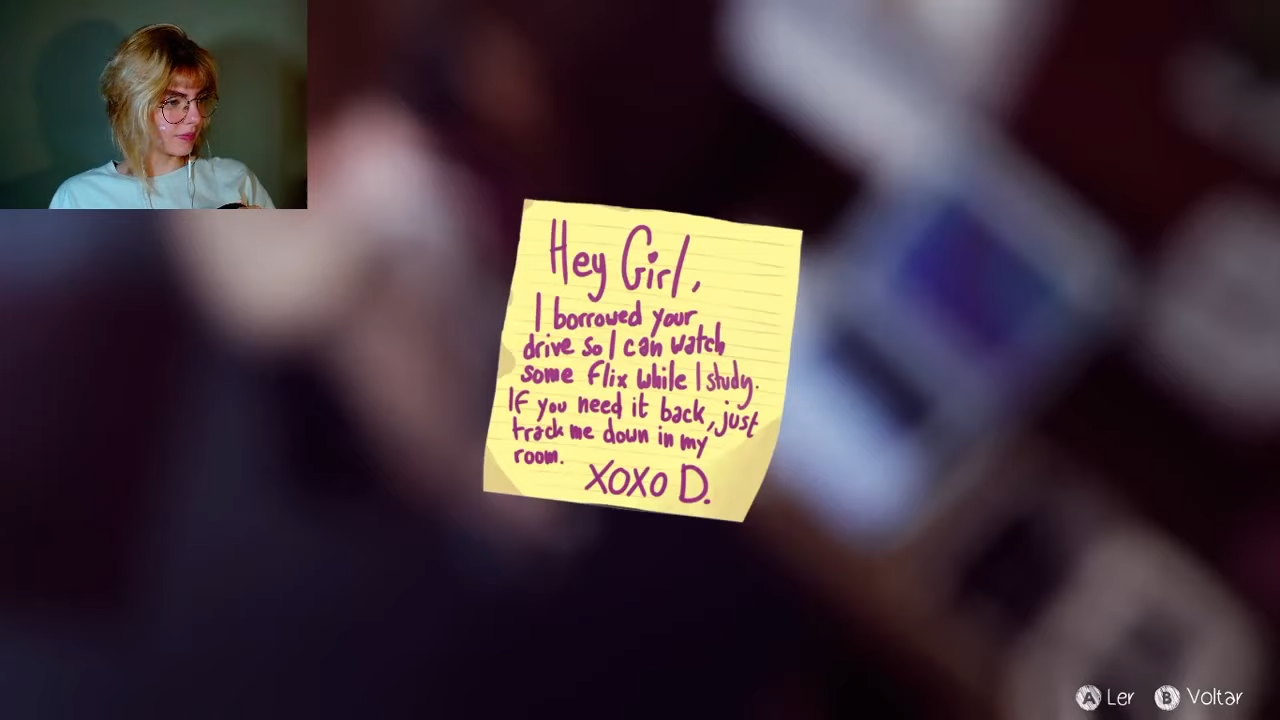 Hey Girl,
I borrowed your
drive so I can watch
some flix while I study.
If you need it back, just
track me down in my
room.
XOXO D.
A Ler B Voltar